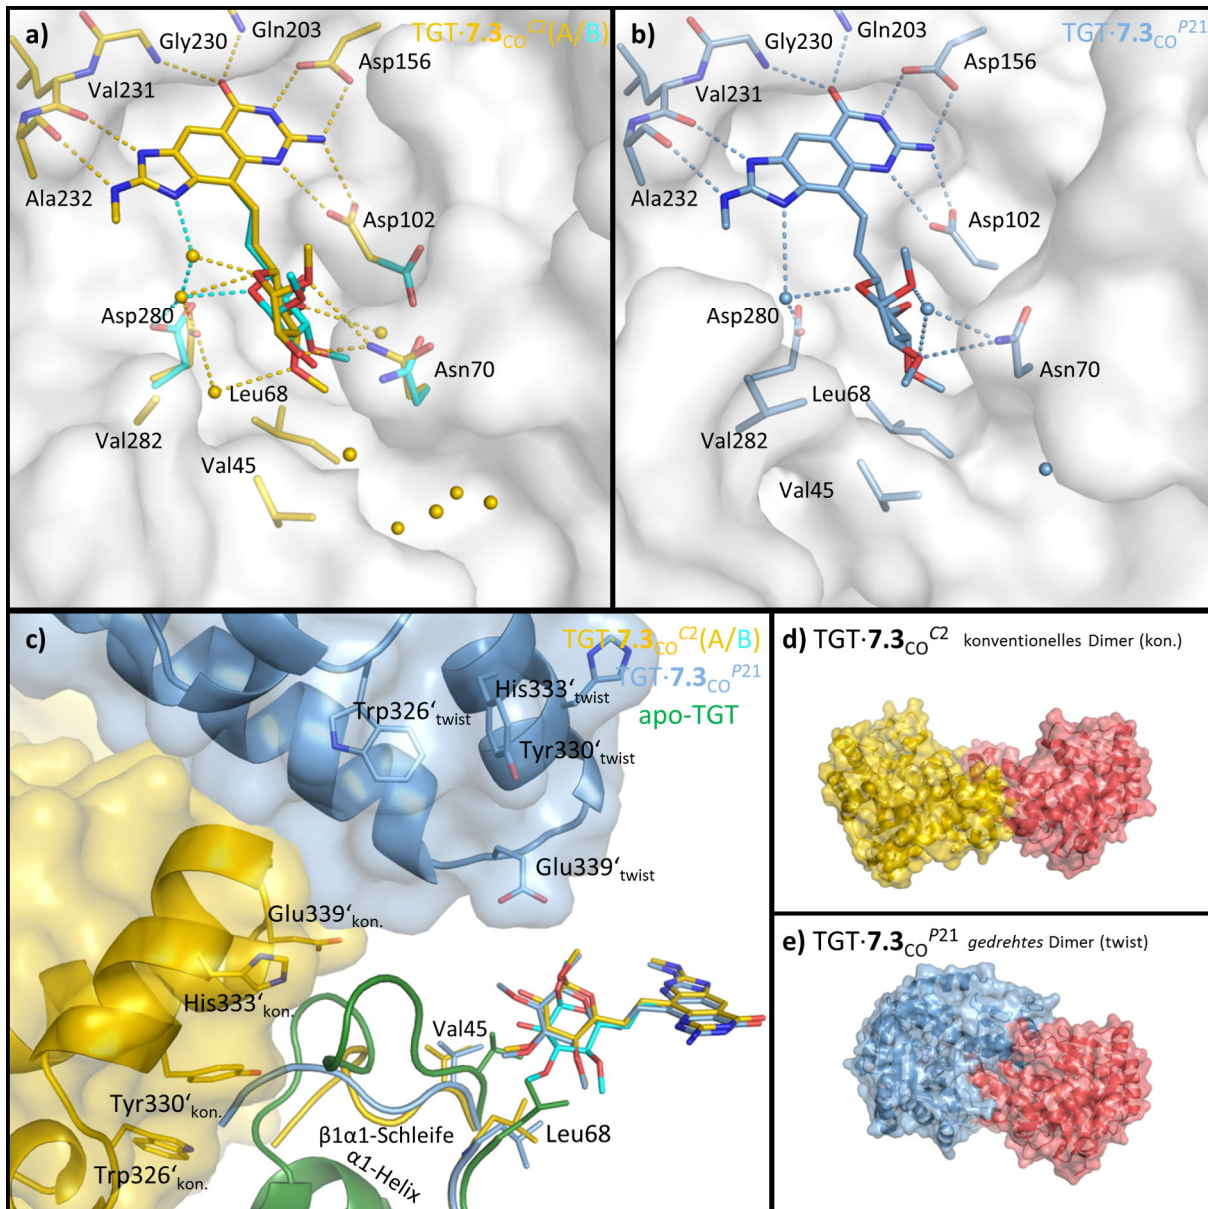 a)
TGT·7.3CO C2(A/B)
Gly230
Gln203
Asp156
Val231
Ala232
Asp102
Asp280
Asn70
Leu68
Val282
Val45
b)
TGT·7.3CO P21
Gly230
Gln203
Asp156
Val231
Ala232
Asp102
Asp280
Asn70
Leu68
Val282
Val45
c)
TGT·7.3CO C2(A/B)
TGT·7.3CO P21
apo-TGT
His333‘twist
Trp326‘twist
Tyr330‘twist
Glu339‘twist
Glu339‘kon.
His333‘kon.
Val45
Tyr330‘kon.
β1α1-Schleife
Leu68
α1-Helix
Trp326‘kon.
d) TGT·7.3CO C2 konventionelles Dimer (kon.)
e) TGT·7.3CO P21 gedrehtes Dimer (twist)